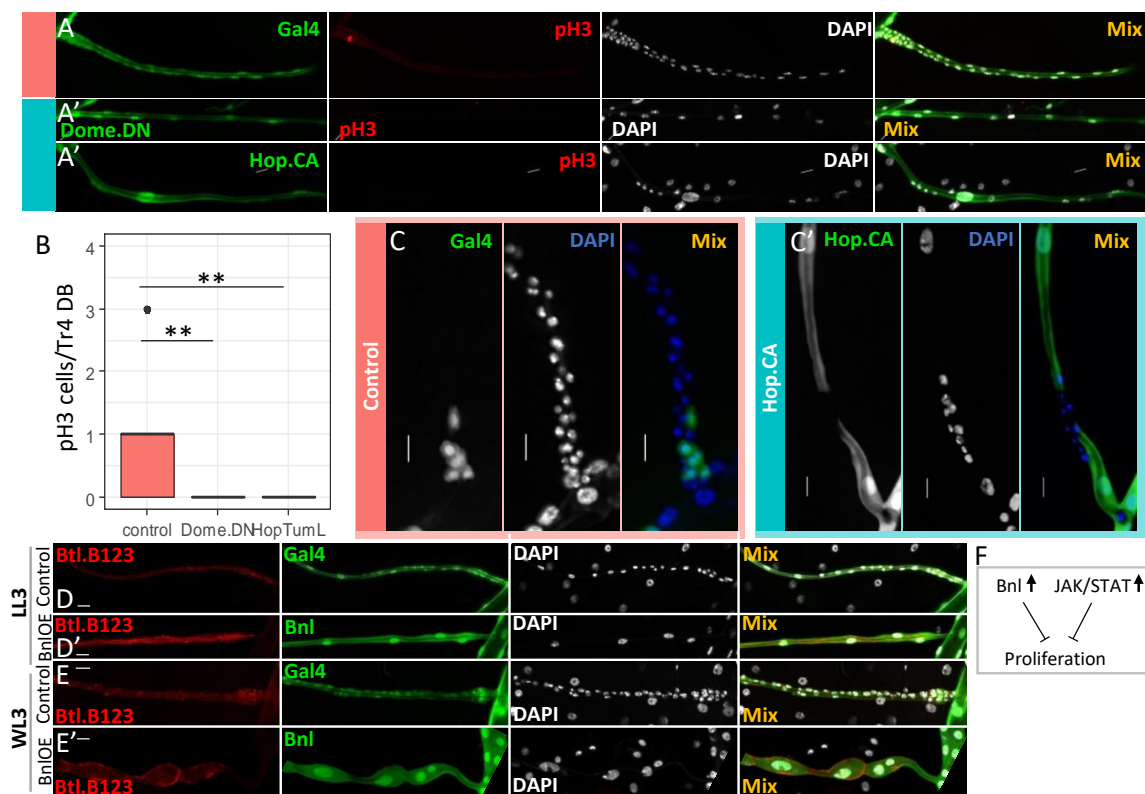 A Gal4 pH3 DAPI Mix
A' Dome.DN pH3 DAPI Mix
A' Hop.CA pH3 DAPI Mix
B
pH3 cells/Tr4 DB
4
3
2
1
0
**
**
control Dome.DN HopTumL
Control
C Gal4 DAPI Mix
Hop.CA
C' Hop.CA DAPI Mix
LL3
Control
Btl.B123 Gal4 DAPI Mix
D
BnlOE
Btl.B123 Bnl DAPI Mix
D'
WL3
Control
E Gal4 DAPI Mix
Btl.B123
BnlOE
E' Bnl DAPI Mix
Btl.B123
F
Bnl JAK/STAT
Proliferation